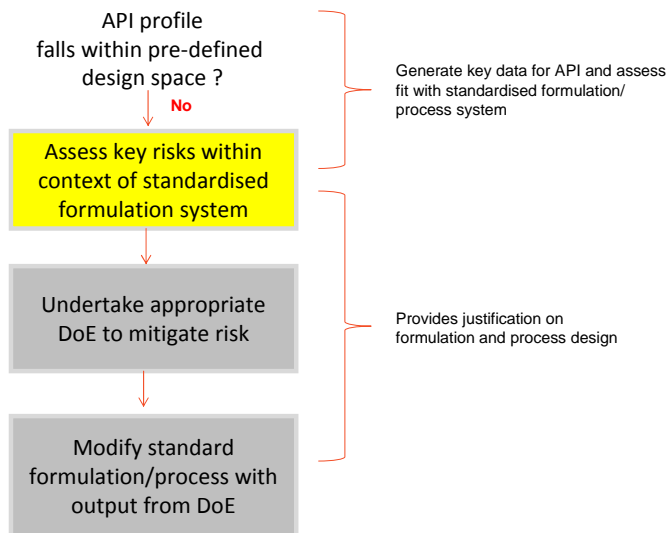 API profile
falls within pre-defined
design space ?
No
Generate key data for API and assess
fit with standardised formulation/
process system
Assess key risks within
context of standardised
formulation system
Undertake appropriate
DoE to mitigate risk
Provides justification on
formulation and process design
Modify standard
formulation/process with
output from DoE